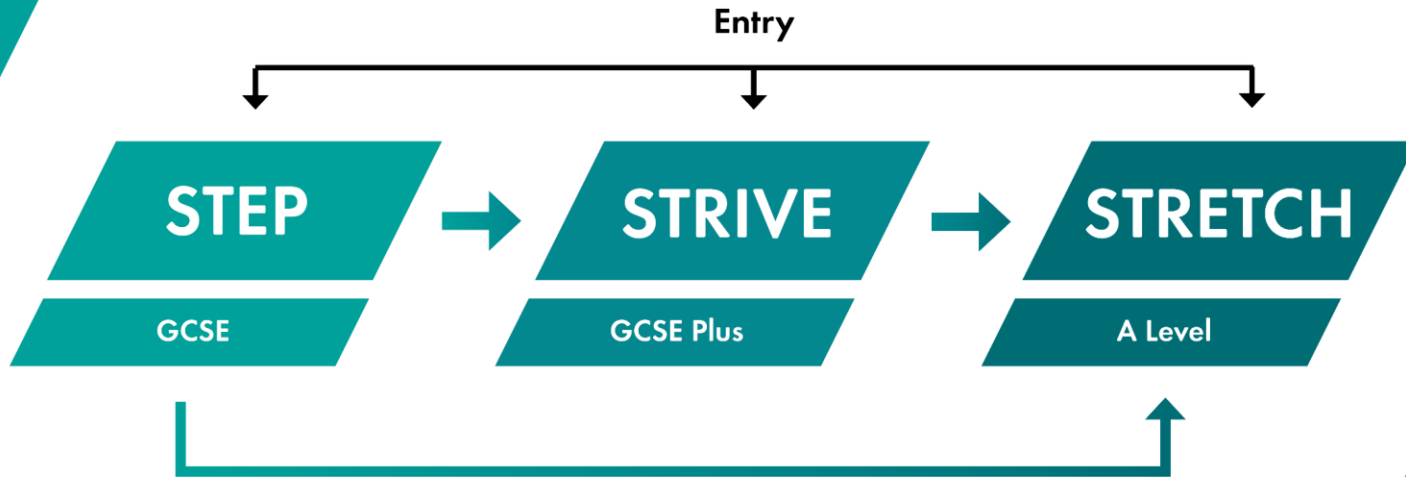 Entry
STEP
STRIVE
STRETCH
GCSE
GCSE Plus
A Level